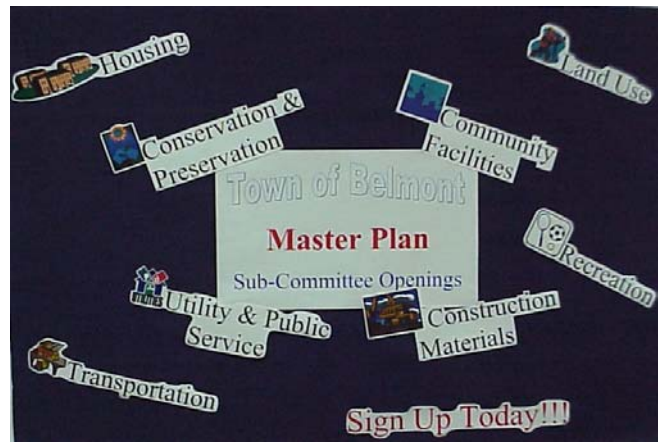 Housing
Land Use
Conservation &
Preservation
Community
Facilities
Town of Belmont
Master Plan
Sub-Committee Openings
Recreation
Utility & Public
Service
Construction
Materials
Transportation
Sign Up Today!!!